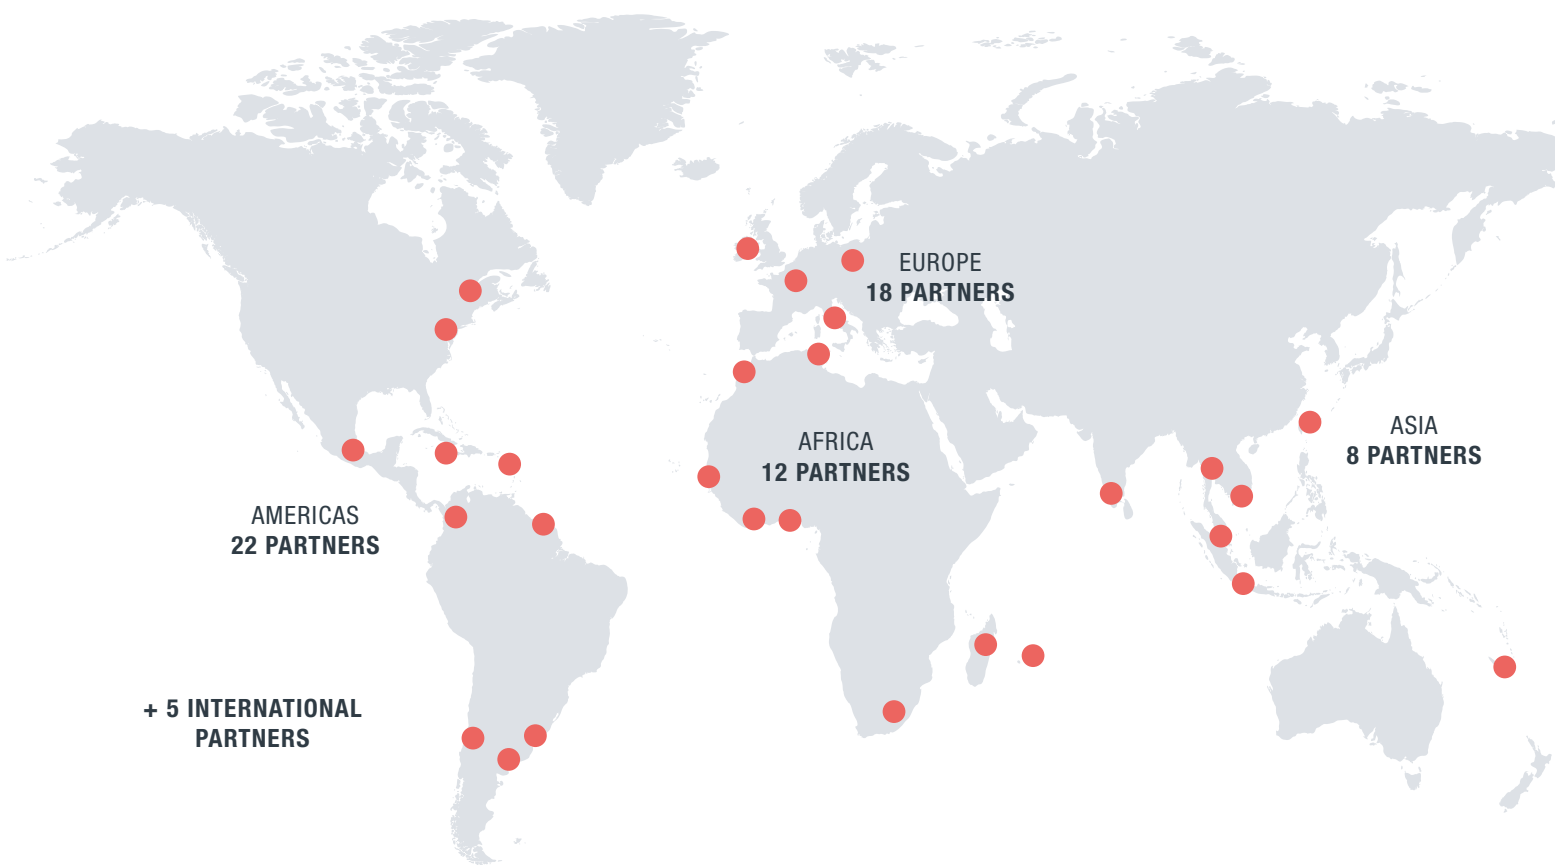 EUROPE
18 PARTNERS
ASIA
8 PARTNERS
AFRICA
12 PARTNERS
AMERICAS
22 PARTNERS
+ 5 INTERNATIONAL
PARTNERS